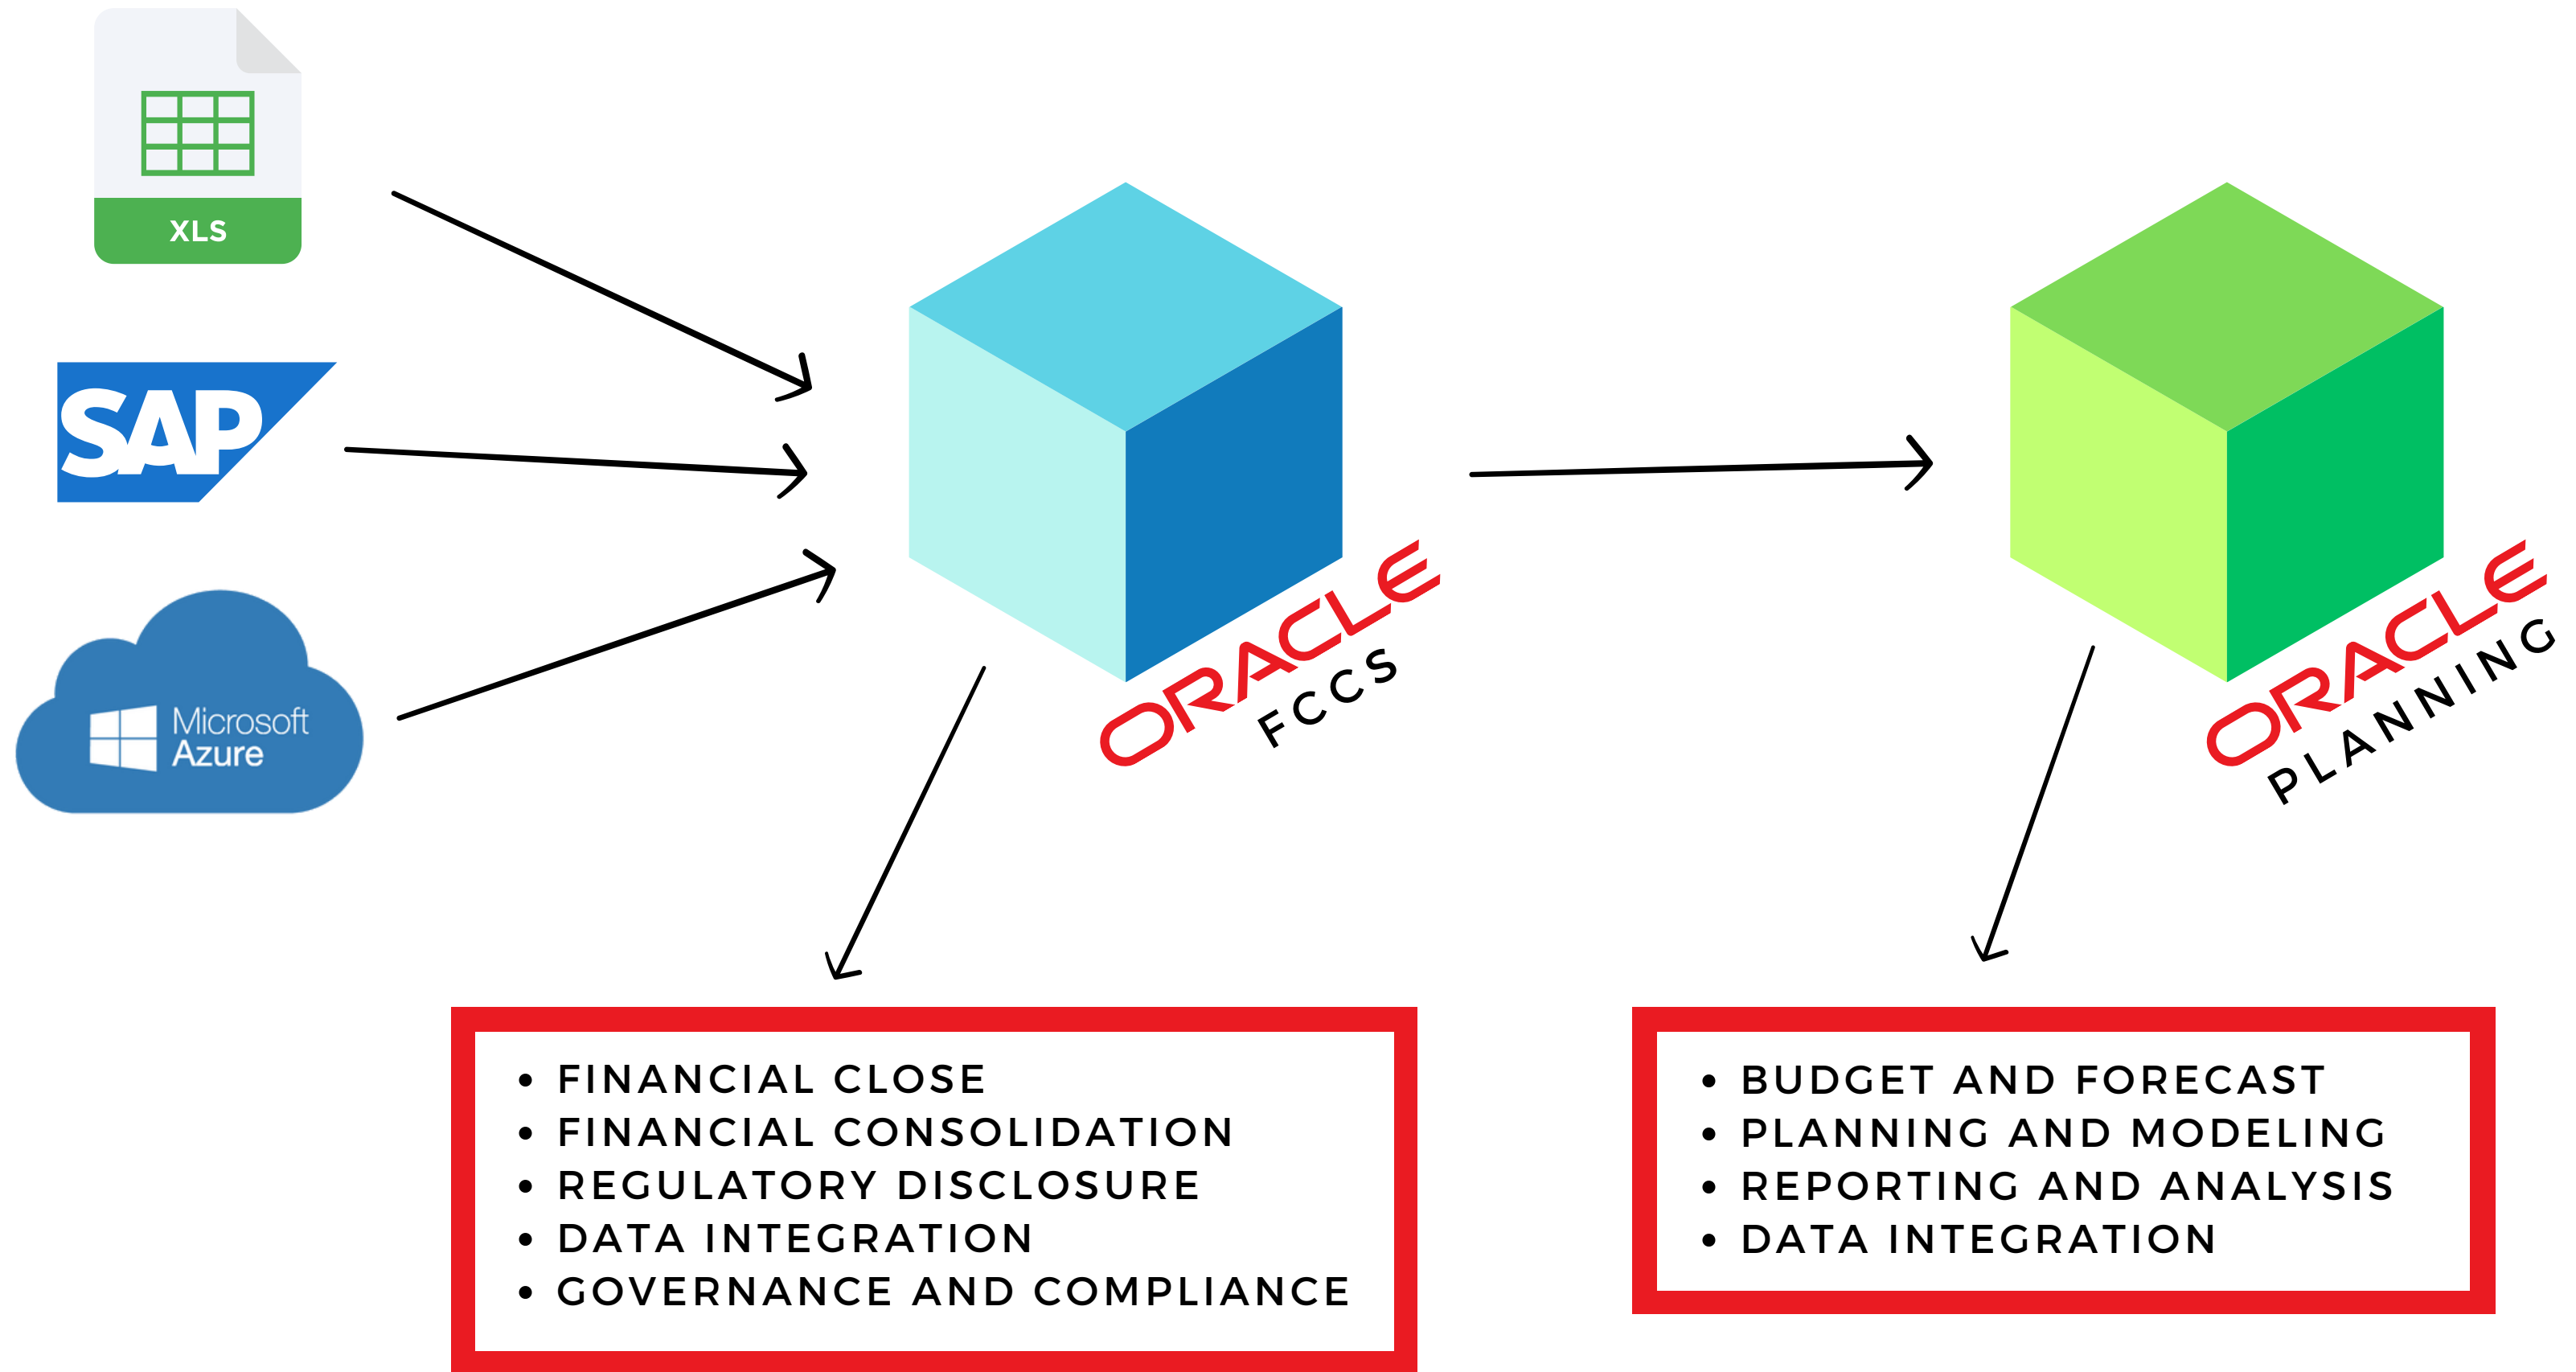 XLS
SAP
Microsoft
Azure
ORACLE
FCCS
ORACLE
PLANNING
• FINANCIAL CLOSE
• FINANCIAL CONSOLIDATION
• REGULATORY DISCLOSURE
• DATA INTEGRATION
• GOVERNANCE AND COMPLIANCE
• BUDGET AND FORECAST
• PLANNING AND MODELING
• REPORTING AND ANALYSIS
• DATA INTEGRATION